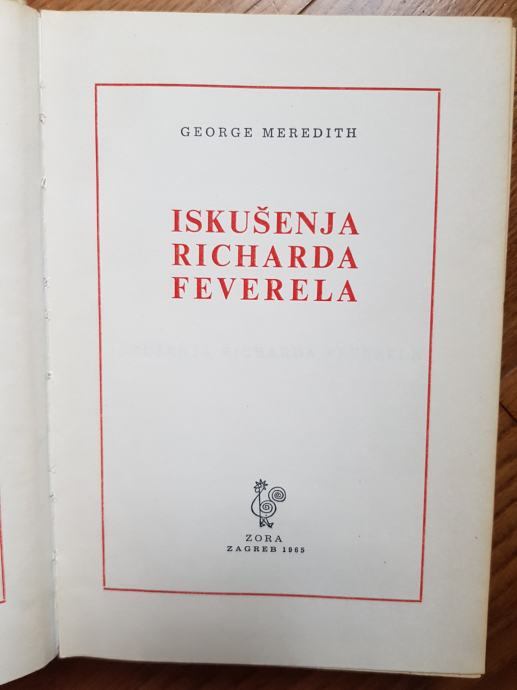 GEORGE MEREDITH
ISKUŠENJA
RICHARDA
FEVERELA
ZORA
ZAGREB 1965